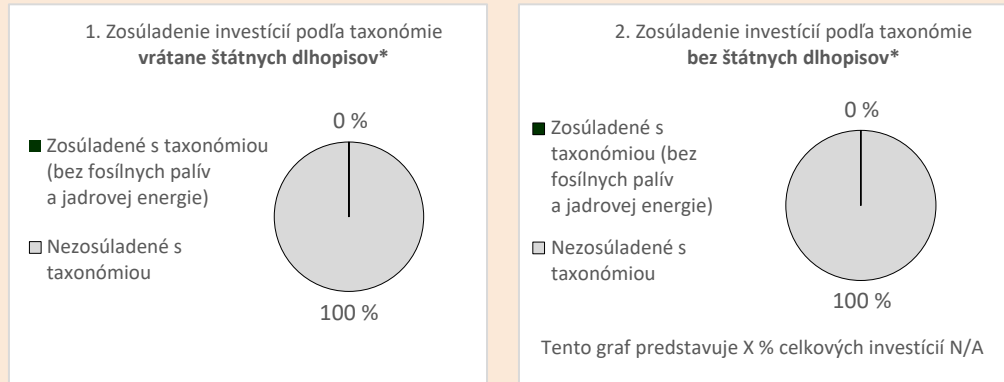 1. Zosúladenie investícií podľa taxonómie
vrátane štátnych dlhopisov*
0 %
Zosúladené s taxonómiou
(bez fosílnych palív
a jadrovej energie)
Nezosúladené s
taxonómiou
100 %
2. Zosúladenie investícií podľa taxonómie
bez štátnych dlhopisov*
0 %
Zosúladené s
taxonómiou (bez
fosílnych palív
a jadrovej energie)
Nezosúladené s
taxonómiou
100 %
Tento graf predstavuje X % celkových investícií N/A